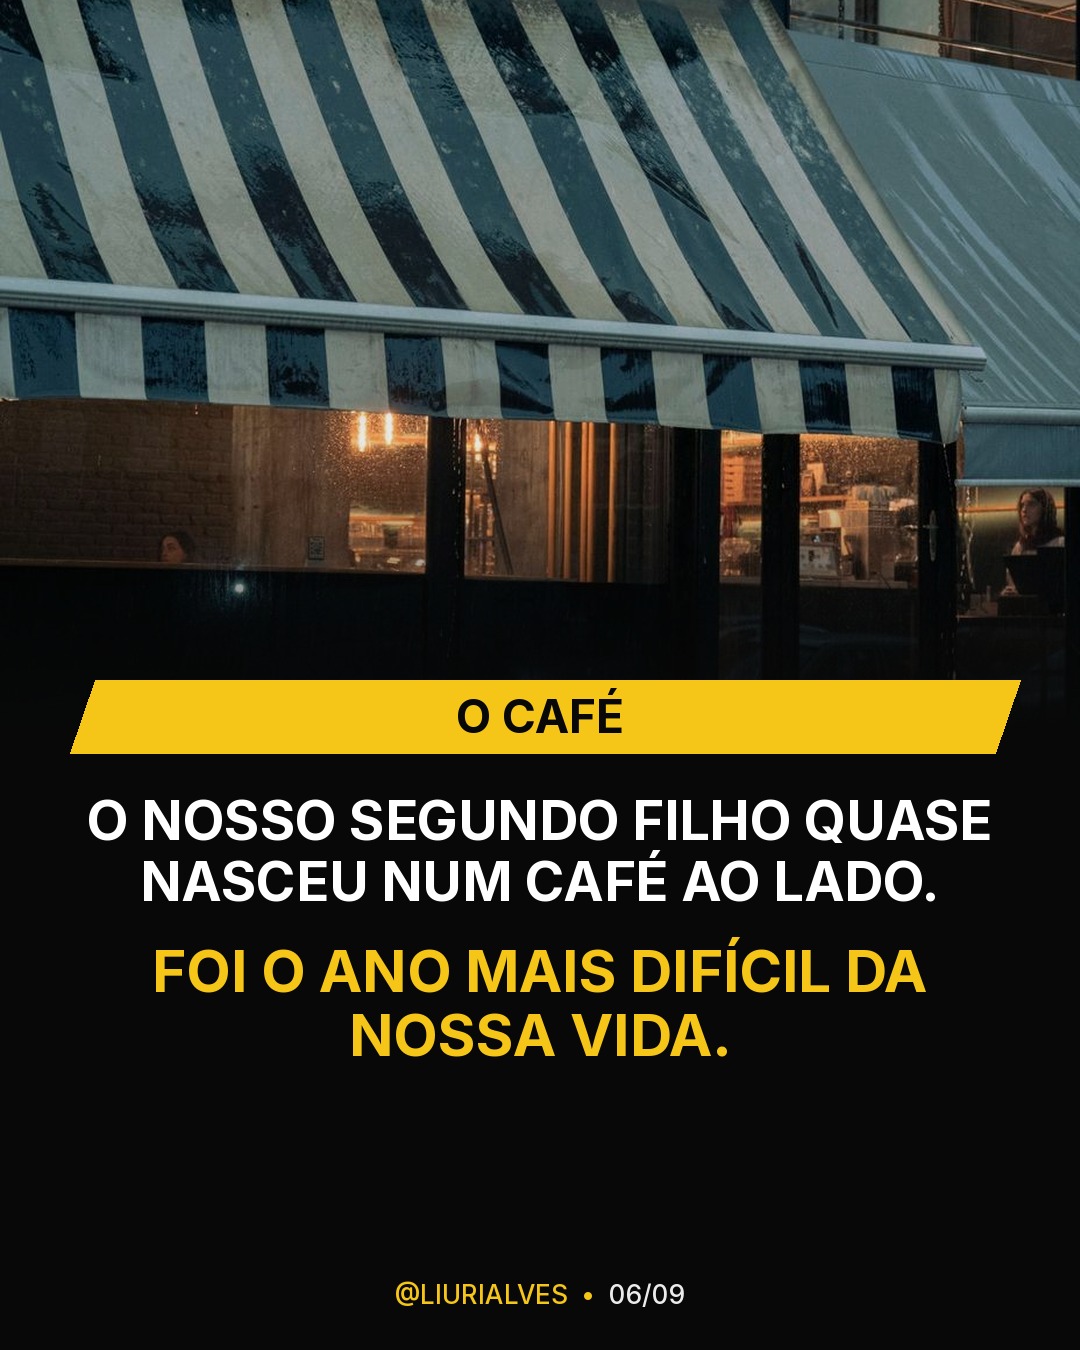 O CAFÉ
O NOSSO SEGUNDO FILHO QUASE
NASCEU NUM CAFÉ AO LADO.
FOI O ANO MAIS DIFÍCIL DA
NOSSA VIDA.
@LIURIALVES • 06/09